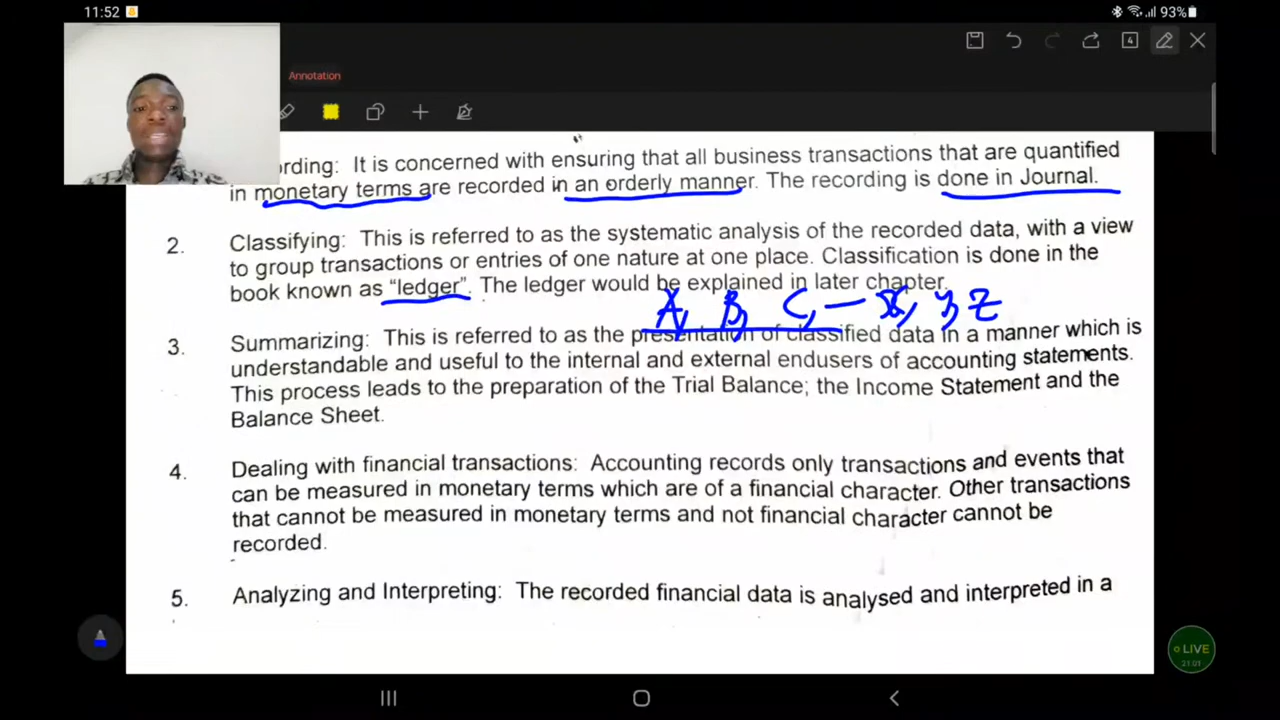 11:52
93%
Annotation
4
ording: It is concerned with ensuring that all business transactions that are quantified
in monetary terms are recorded in an orderly manner. The recording is done in Journal.
2. Classifying: This is referred to as the systematic analysis of the recorded data, with a view
to group transactions or entries of one nature at one place. Classification is done in the
book known as “ledger”. The ledger would be explained in later chapter.
A, B, C, — x, y, z
3. Summarizing: This is referred to as the presentation of classified data in a manner which is
understandable and useful to the internal and external endusers of accounting statements.
This process leads to the preparation of the Trial Balance; the Income Statement and the
Balance Sheet.
4. Dealing with financial transactions: Accounting records only transactions and events that
can be measured in monetary terms which are of a financial character. Other transactions
that cannot be measured in monetary terms and not financial character cannot be
recorded.
5. Analyzing and Interpreting: The recorded financial data is analysed and interpreted in a
LIVE
21:01